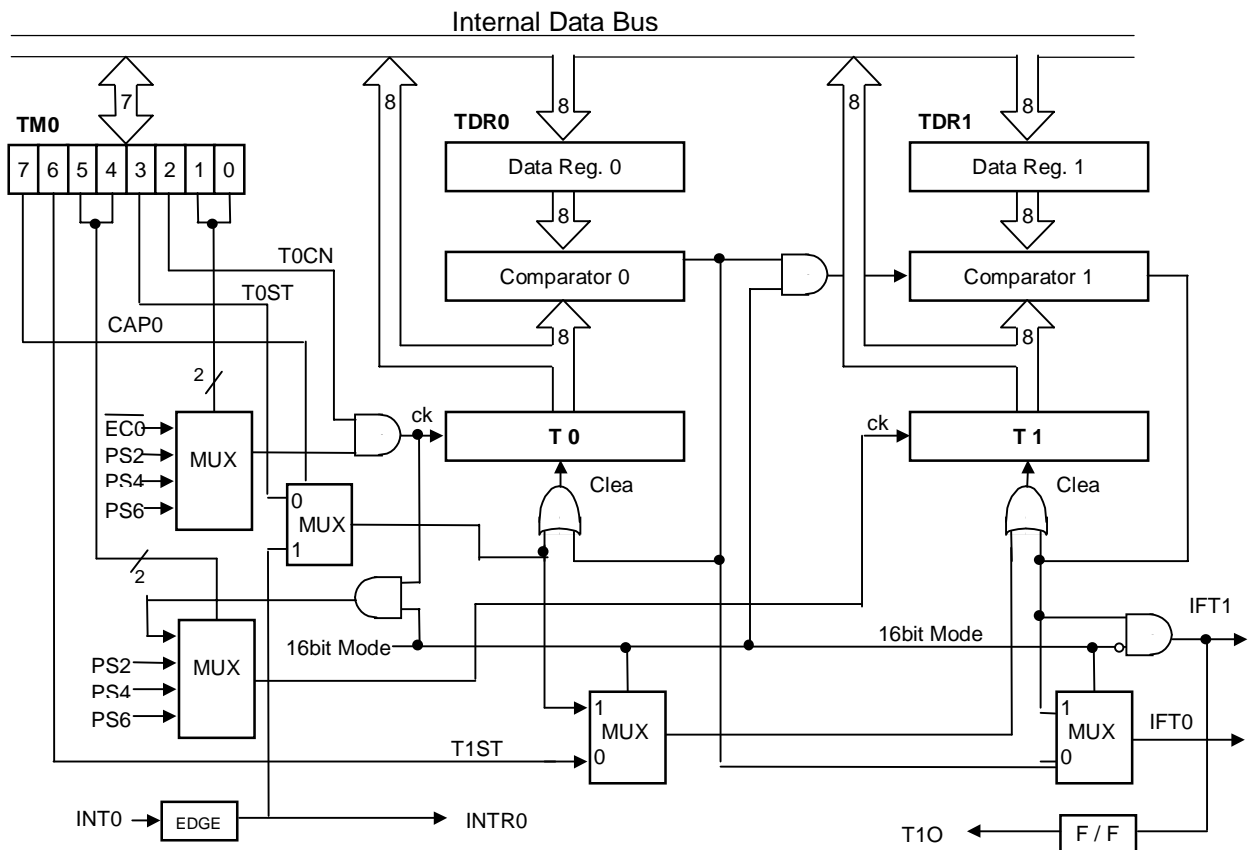 Internal Data Bus
7 8 8 8 8
TM0 TDR0 TDR1
7 6 5 4 3 2 1 0
Data Reg. 0 Data Reg. 1
8 8
T0CN
Comparator 0 Comparator 1
T0ST
CAP0
8 8
2
EC0
PS2
PS4
PS6
MUX
ck T 0 ck T 1
Clea Clea
0
MUX
1
2
IFT1
16bit Mode 16bit Mode
PS2
PS4
PS6
MUX
1
MUX
0
1
MUX
0
IFT0
T1ST
INT0 EDGE INTR0
T1O F / F